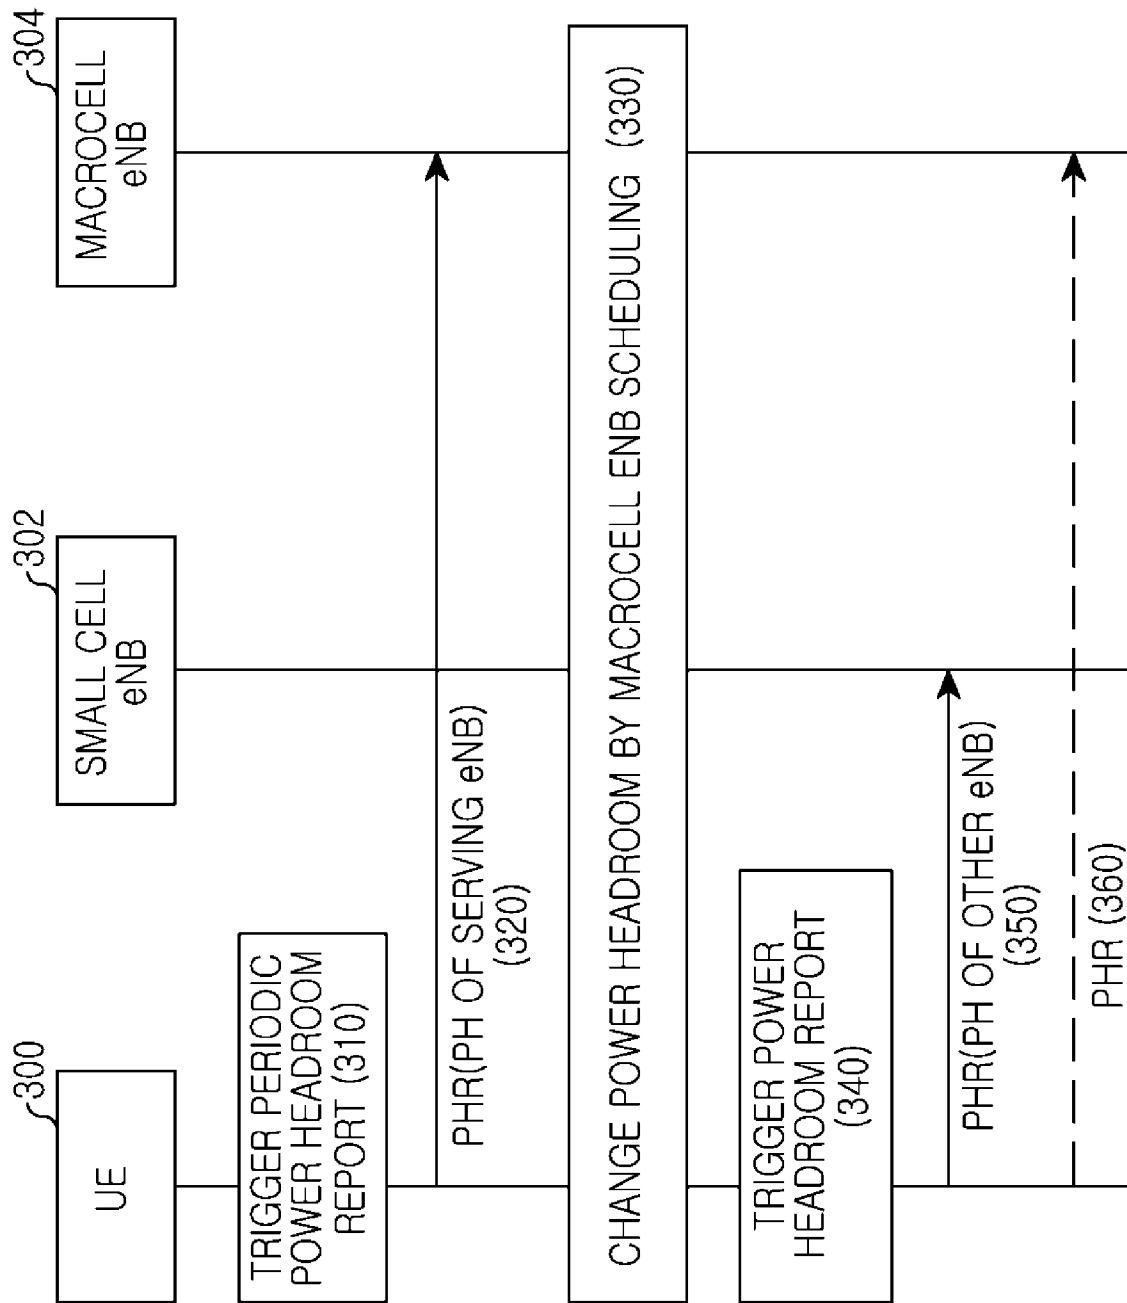 300
302
304
UE
SMALL CELL
eNB
MACROCELL
eNB
TRIGGER PERIODIC
POWER HEADROOM
REPORT (310)
PHR(PH OF SERVING eNB)
(320)
CHANGE POWER HEADROOM BY MACROCELL ENB SCHEDULING (330)
TRIGGER POWER
HEADROOM REPORT
(340)
PHR(PH OF OTHER eNB)
(350)
PHR (360)